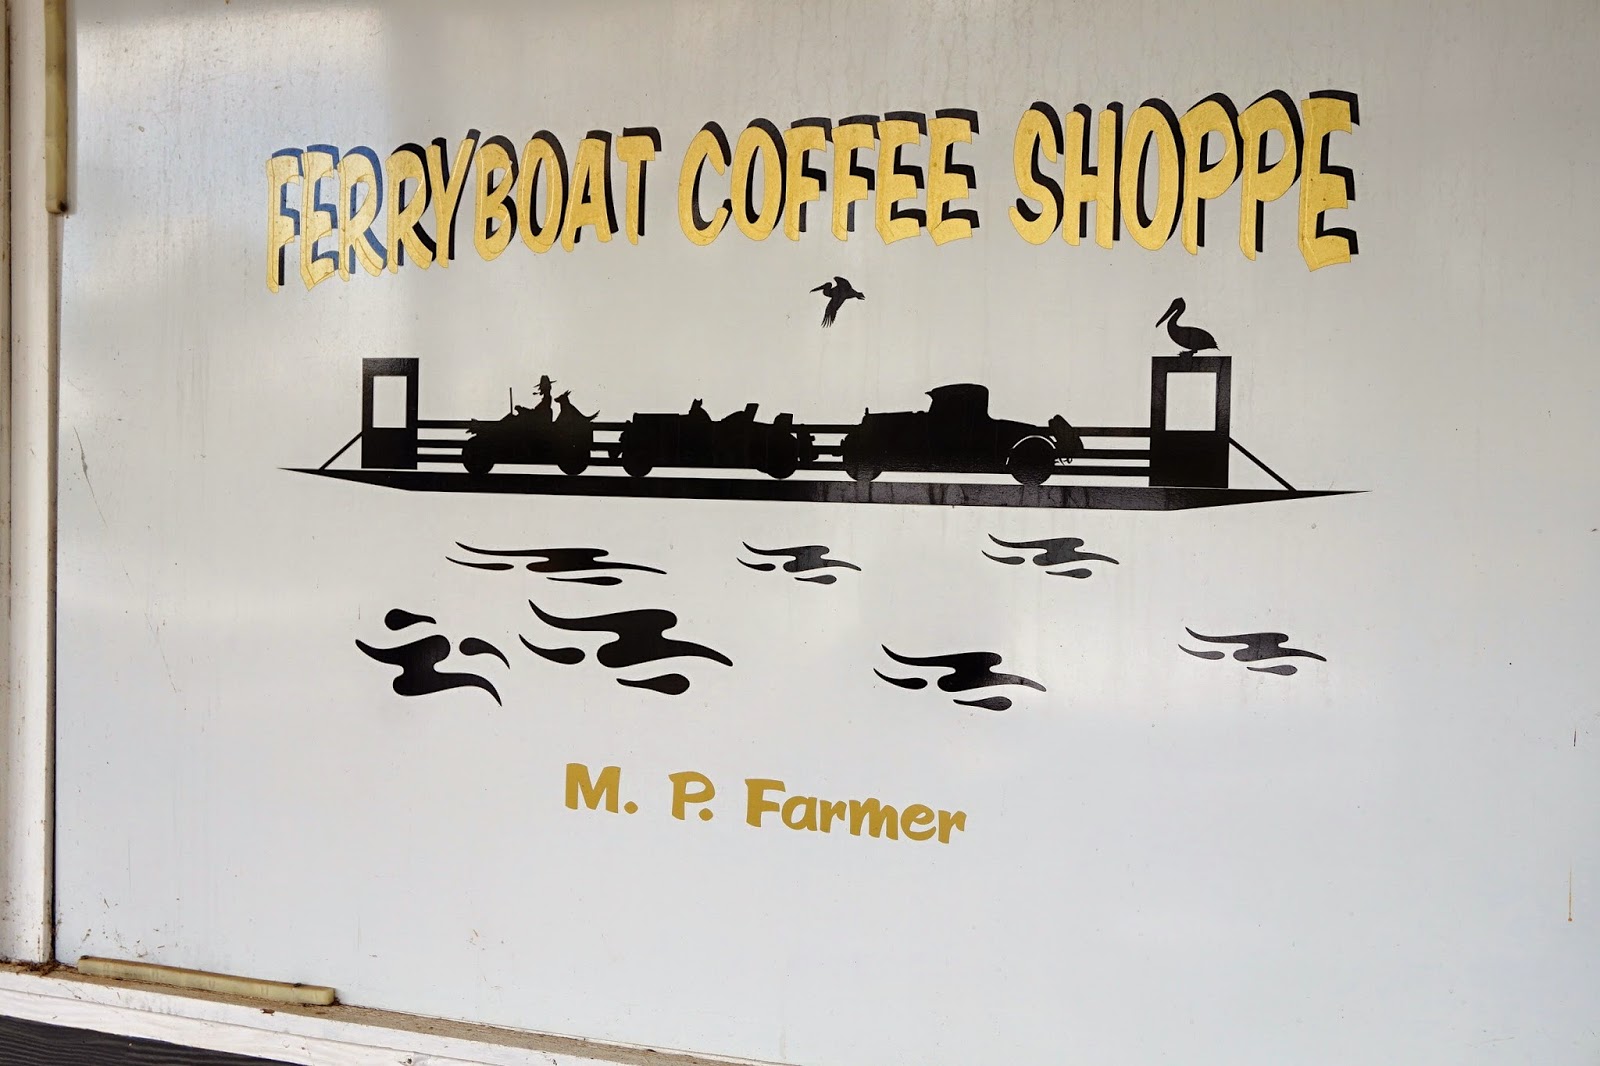 FERRYBOAT COFFEE SHOPPE
M. P. Farmer